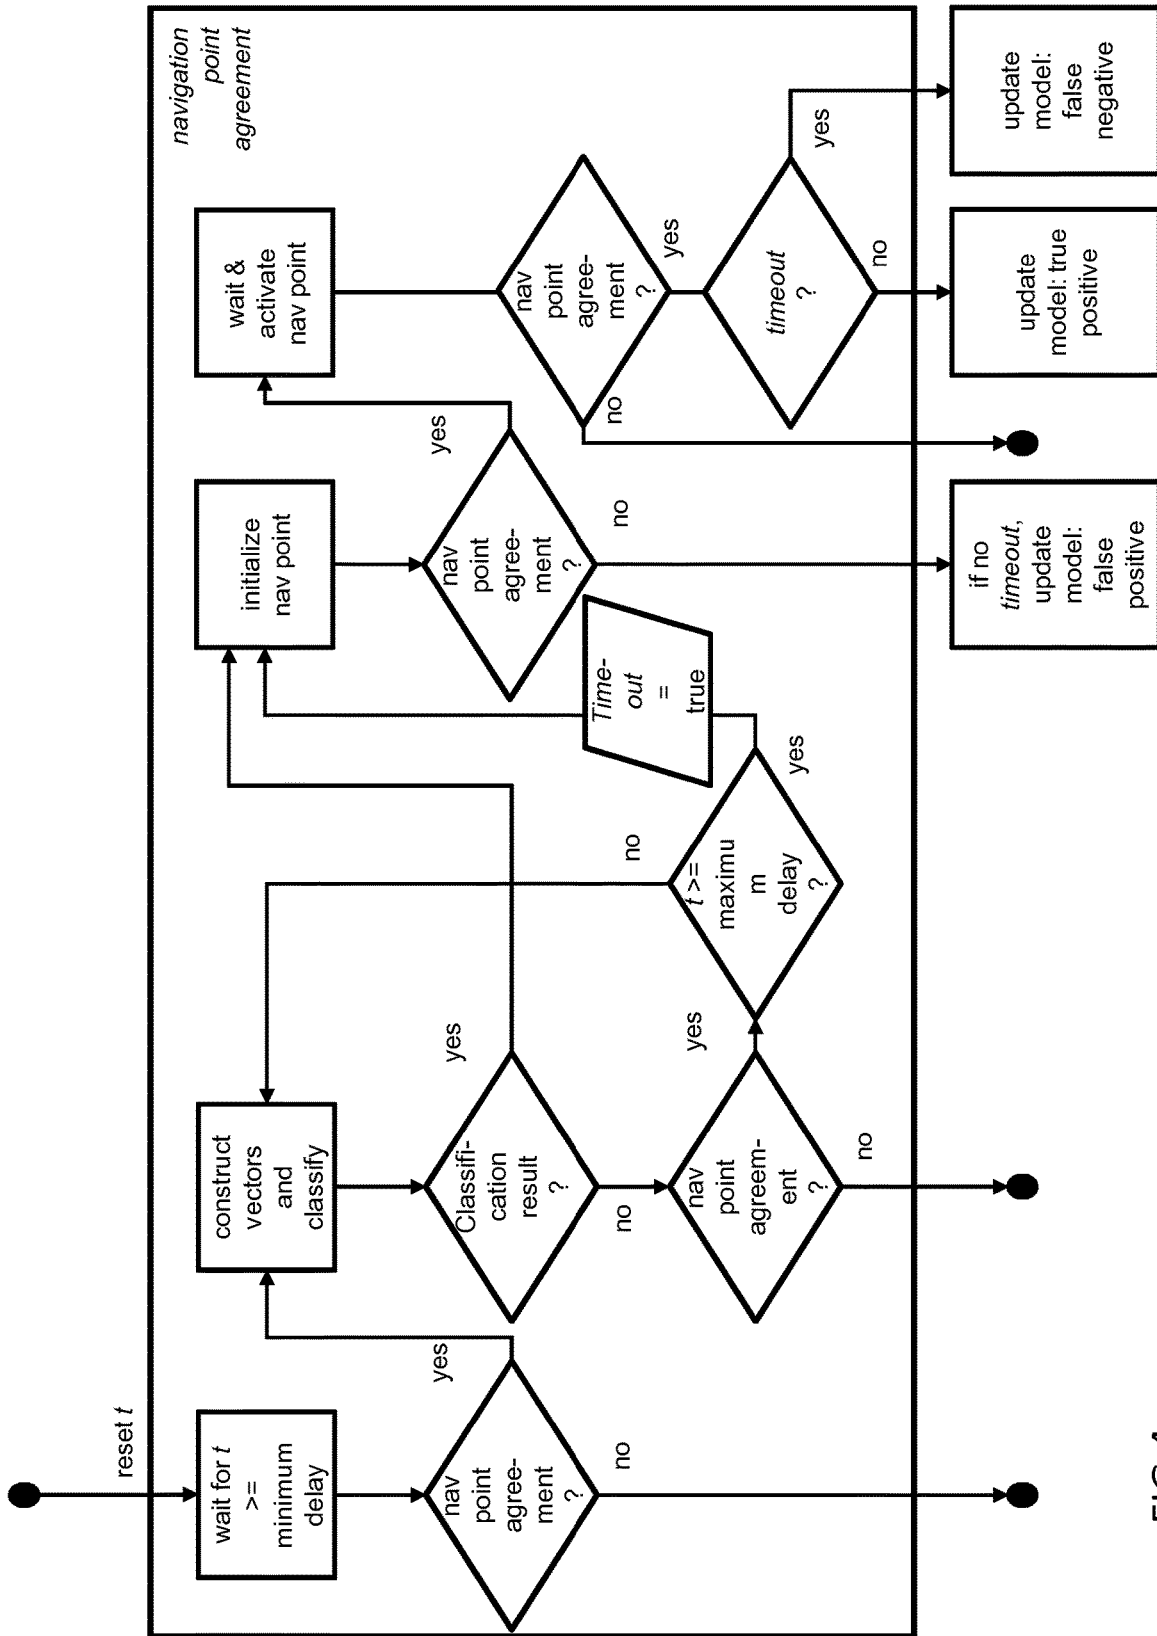 reset t
navigation
point
agreement
wait for t
>=
minimum
delay
nav
point
agree-
ment
?
yes
no
construct
vectors
and
classify
Classifi-
cation
result
?
yes
no
nav
point
agreem-
ent
?
yes
no
t >=
maximu
m
delay
?
no
yes
Time-
out
=
true
initialize
nav point
nav
point
agree-
ment
?
yes
no
wait &
activate
nav point
nav
point
agree-
ment
?
no
yes
timeout
?
yes
no
if no
timeout,
update
model:
false
positive
update
model: true
positive
update
model:
false
negative